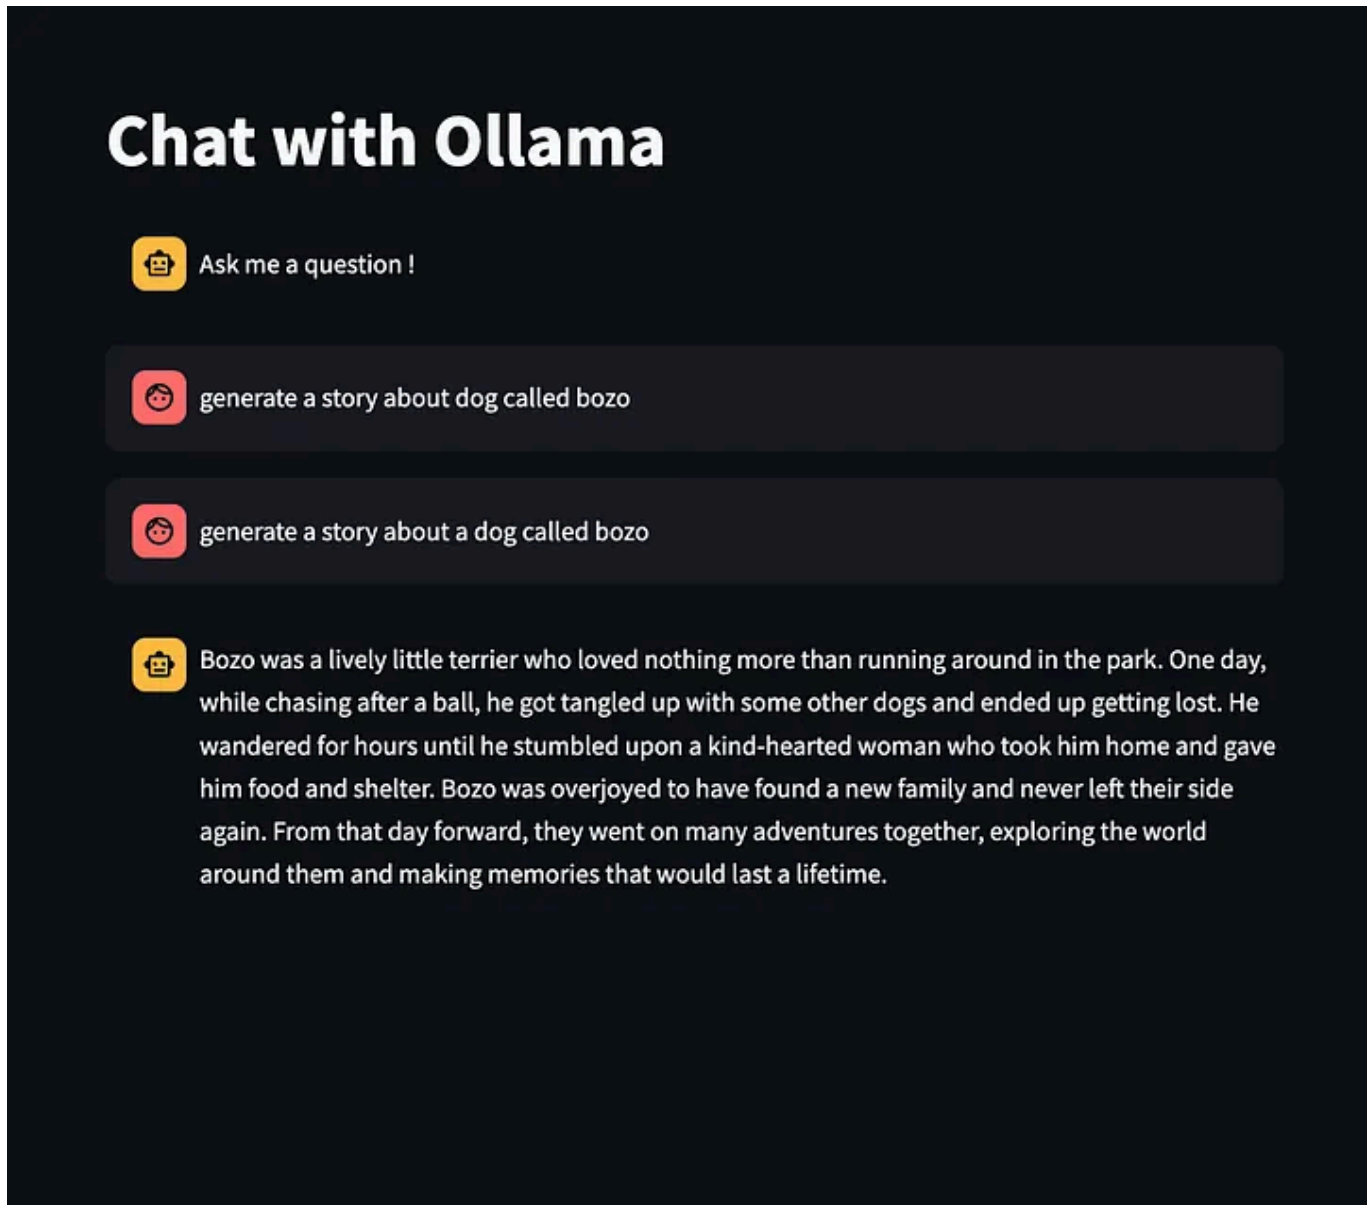 Chat with Ollama
Ask me a question !
generate a story about dog called bozo
generate a story about a dog called bozo
Bozo was a lively little terrier who loved nothing more than running around in the park. One day,
while chasing after a ball, he got tangled up with some other dogs and ended up getting lost. He
wandered for hours until he stumbled upon a kind-hearted woman who took him home and gave
him food and shelter. Bozo was overjoyed to have found a new family and never left their side
again. From that day forward, they went on many adventures together, exploring the world
around them and making memories that would last a lifetime.